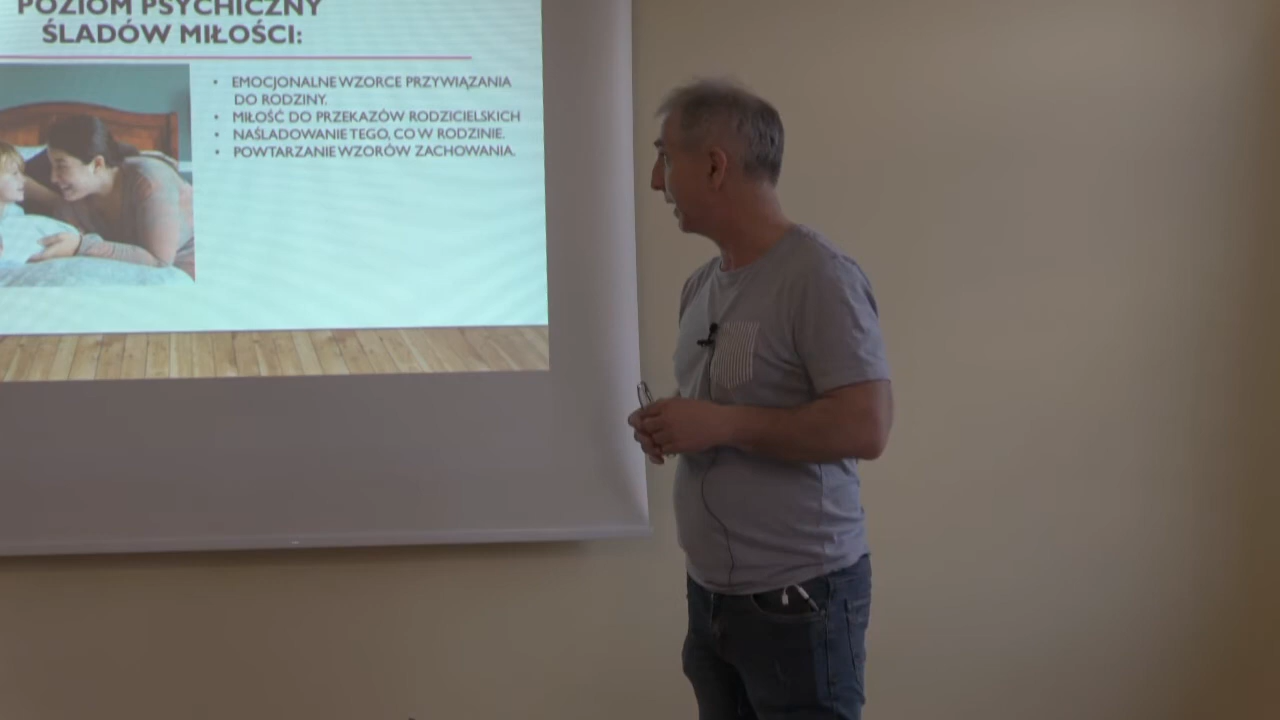 POZIOM PSYCHICZNY
ŚLADÓW MIŁOŚCI:
• EMOCJONALNE WZORCE PRZYWIĄZANIA
DO RODZINY.
• MIŁOŚĆ DO PRZEKAZÓW RODZICIELSKICH
• NAŚLADOWANIE TEGO, CO W RODZINIE.
• POWTARZANIE WZORÓW ZACHOWANIA.